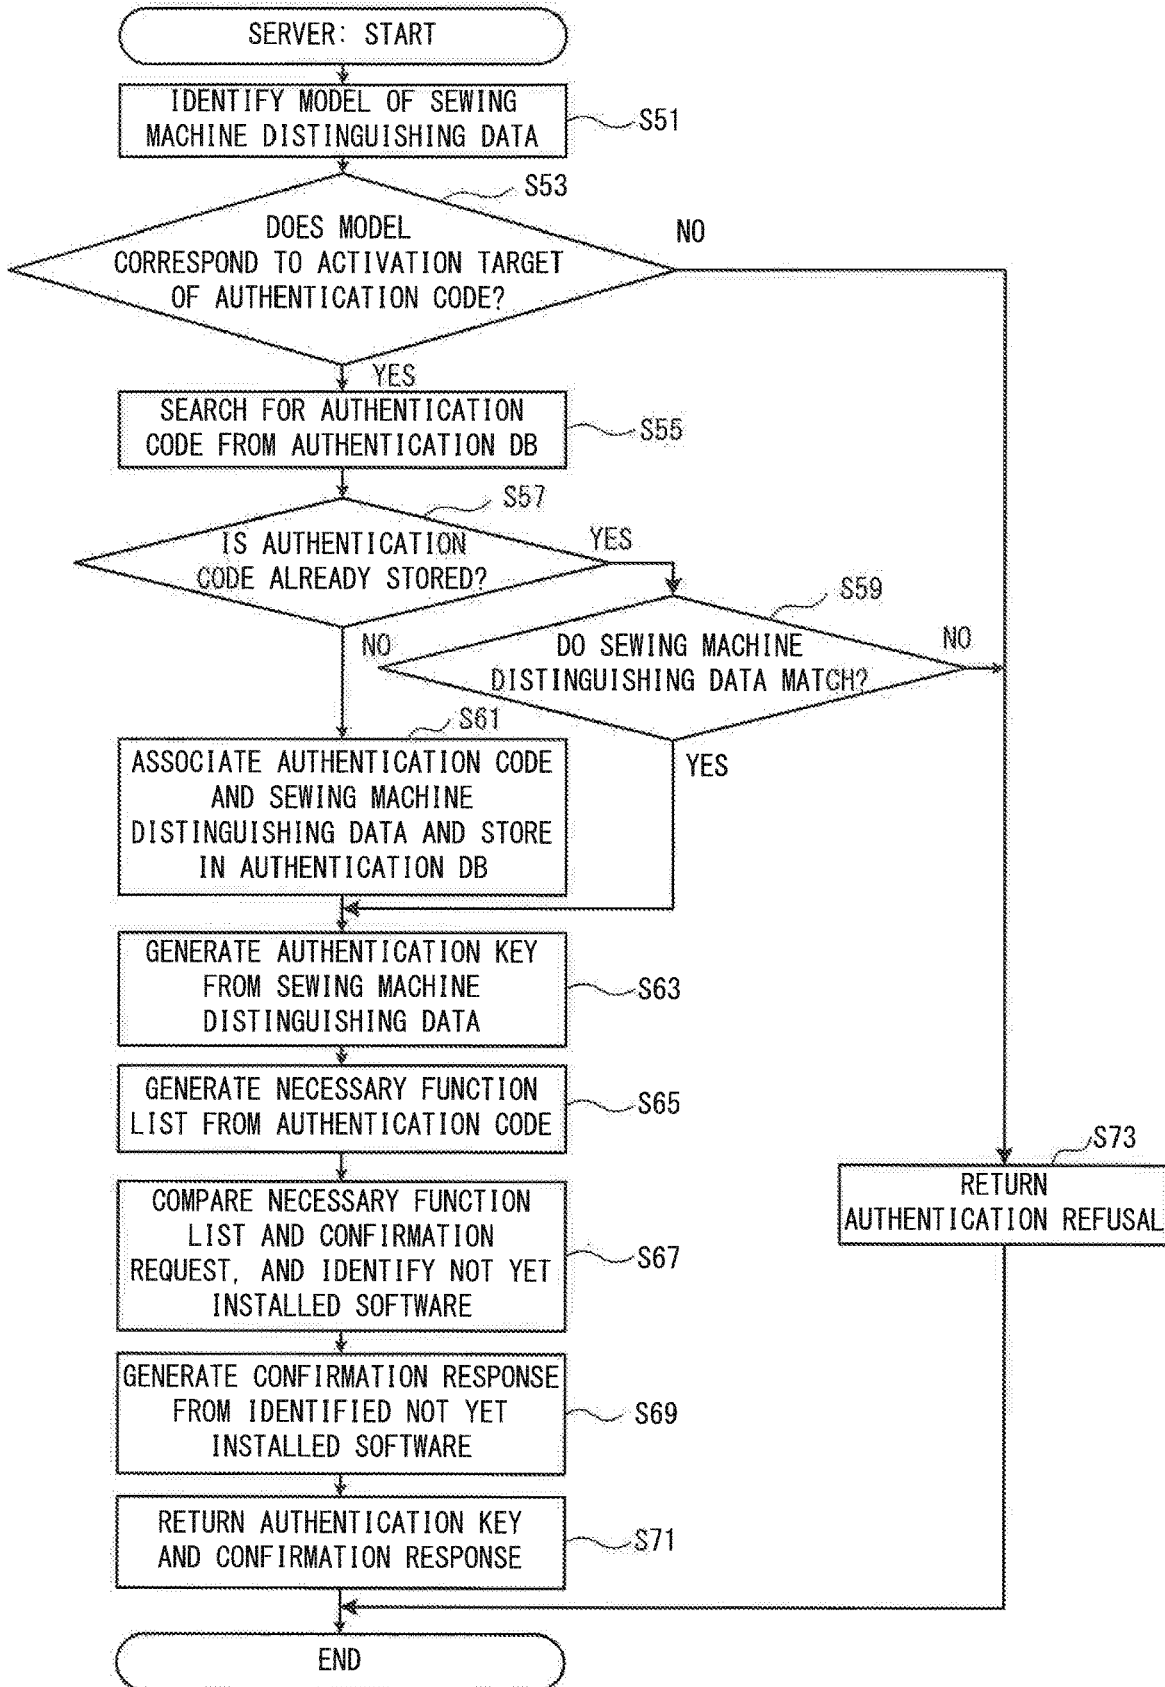 SERVER: START
IDENTIFY MODEL OF SEWING
MACHINE DISTINGUISHING DATA
S51
S53
DOES MODEL
CORRESPOND TO ACTIVATION TARGET
OF AUTHENTICATION CODE?
NO
YES
SEARCH FOR AUTHENTICATION
CODE FROM AUTHENTICATION DB
S55
S57
IS AUTHENTICATION
CODE ALREADY STORED?
YES
NO
S59
DO SEWING MACHINE
DISTINGUISHING DATA MATCH?
NO
YES
S61
ASSOCIATE AUTHENTICATION CODE
AND SEWING MACHINE
DISTINGUISHING DATA AND STORE
IN AUTHENTICATION DB
GENERATE AUTHENTICATION KEY
FROM SEWING MACHINE
DISTINGUISHING DATA
S63
GENERATE NECESSARY FUNCTION
LIST FROM AUTHENTICATION CODE
S65
COMPARE NECESSARY FUNCTION
LIST AND CONFIRMATION
REQUEST, AND IDENTIFY NOT YET
INSTALLED SOFTWARE
S67
S73
RETURN
AUTHENTICATION REFUSAL
GENERATE CONFIRMATION RESPONSE
FROM IDENTIFIED NOT YET
INSTALLED SOFTWARE
S69
RETURN AUTHENTICATION KEY
AND CONFIRMATION RESPONSE
S71
END